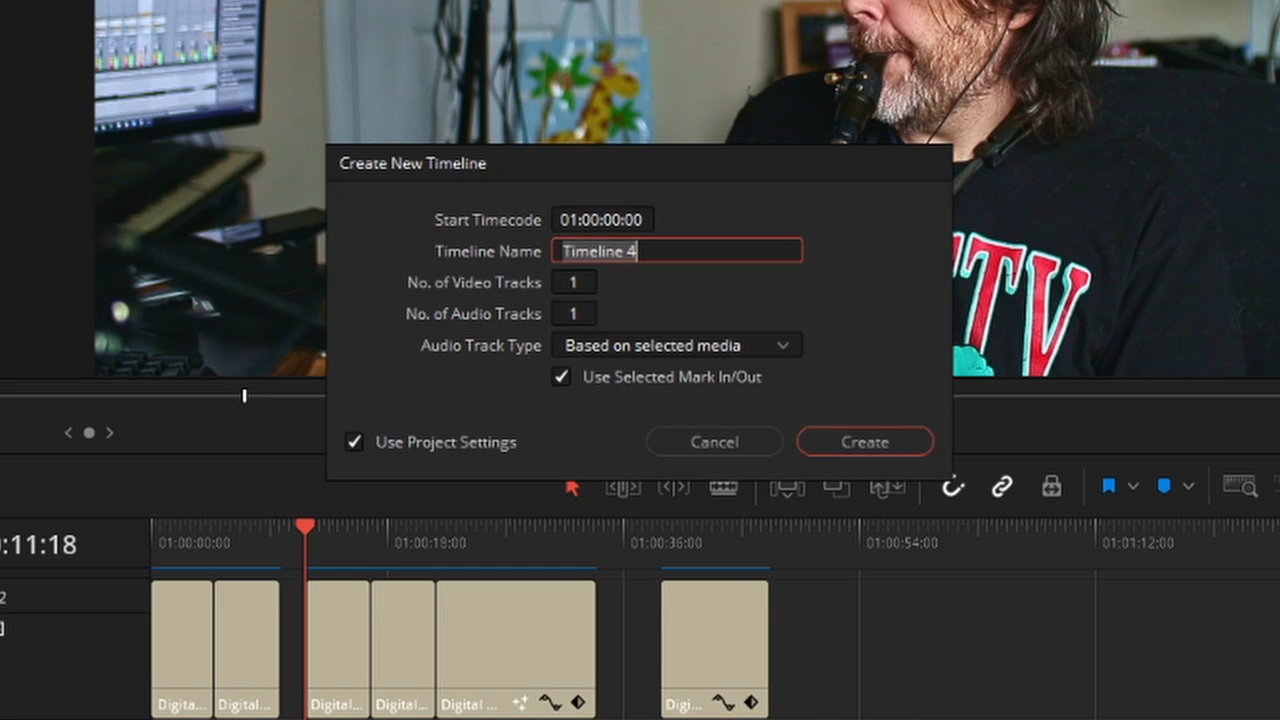 Create New Timeline
Start Timecode 01:00:00:00
Timeline Name Timeline 4
No. of Video Tracks 1
No. of Audio Tracks 1
Audio Track Type Based on selected media
Use Selected Mark In/Out
Use Project Settings Cancel Create
TV
:11:18
01:00:00:00 01:00:18:00 01:00:36:00 01:00:54:00 01:01:12:00
2
Digita... Digital... Digital... Digital... Digital ... Digi...